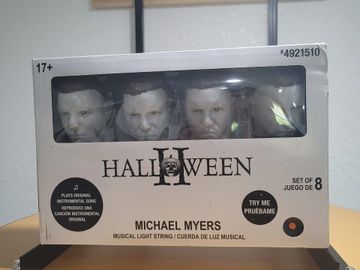 17+
#4921510
HALLOWEEN
II
PLAYS ORIGINAL
INSTRUMENTAL SONG
REPRODUCE UNA
CANCIÓN INSTRUMENTAL
ORIGINAL
SET OF
JUEGO DE 8
TRY ME
PRUÉBAME
MICHAEL MYERS
MUSICAL LIGHT STRING / CUERDA DE LUZ MUSICAL